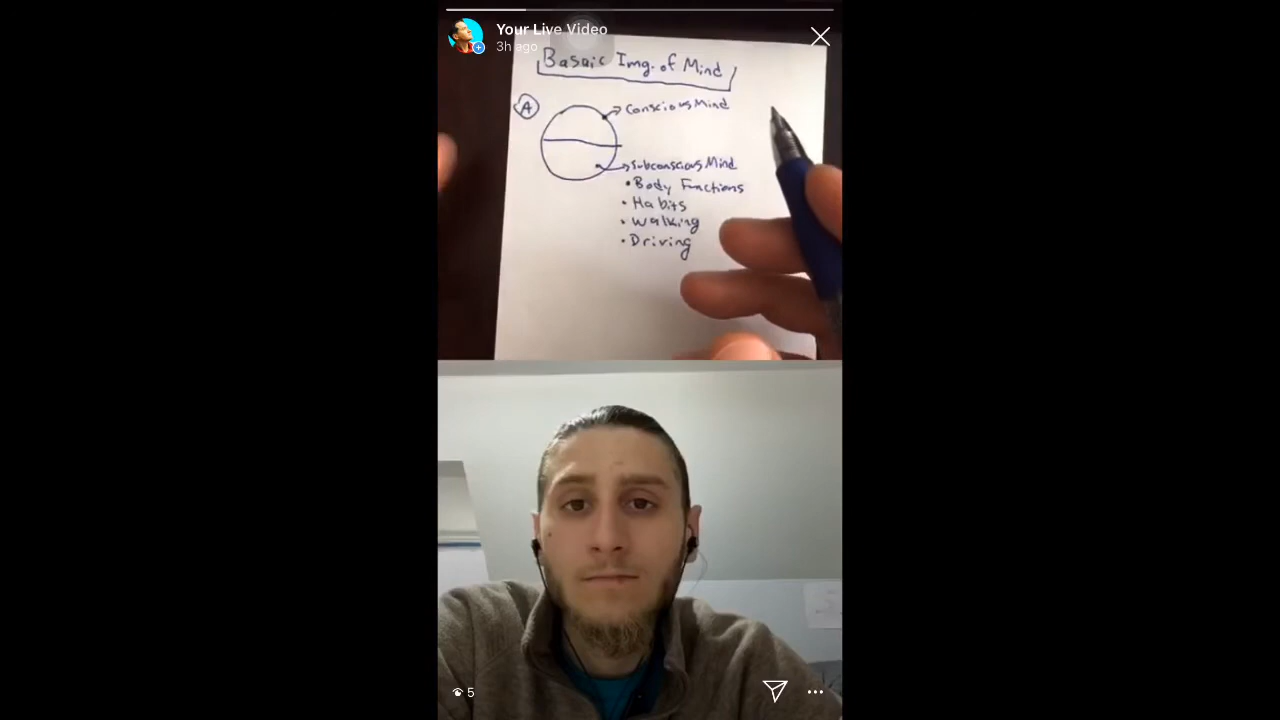 Your Live Video
3h ago
Basaic Img. of Mind
A
Conscious Mind
Subconscious Mind
• Body Functions
• Habits
• Walking
• Driving
5